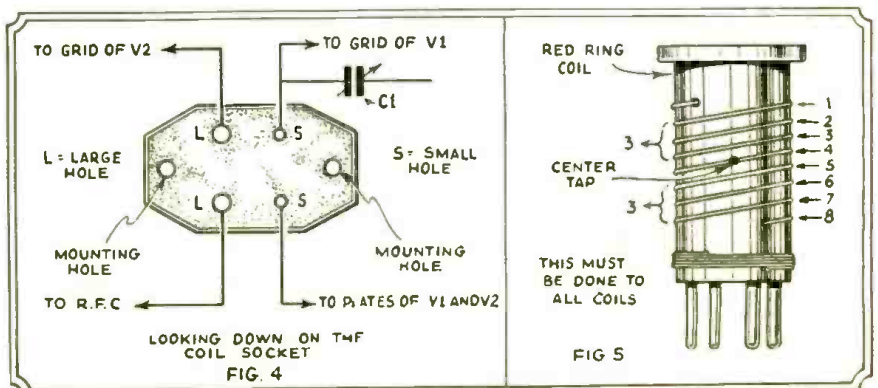 TO GRID OF V2
TO GRID OF V1
C1
L
S
L = LARGE
HOLE
S = SMALL
HOLE
L
S
MOUNTING
HOLE
MOUNTING
HOLE
TO R.F.C
TO PLATES OF V1 AND V2
LOOKING DOWN ON THE
COIL SOCKET
FIG. 4
RED RING
COIL
1
2
3
3
4
CENTER
TAP
5
6
3
7
8
THIS MUST
BE DONE TO
ALL COILS
FIG 5